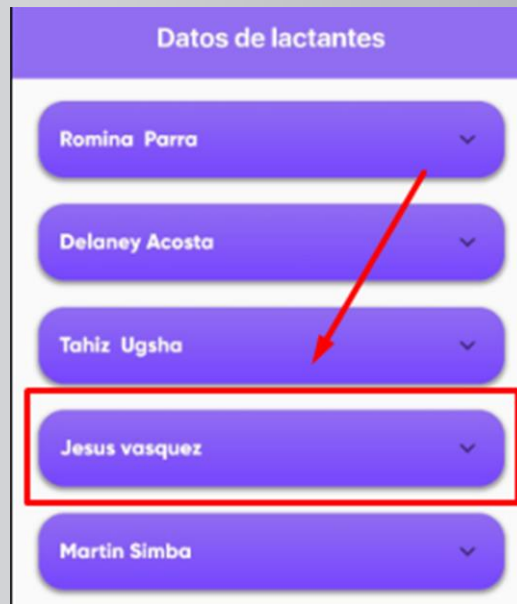 Datos de lactantes
Romina Parra
Delaney Acosta
Tahiz Ugsha
Jesus vasquez
Martin Simba